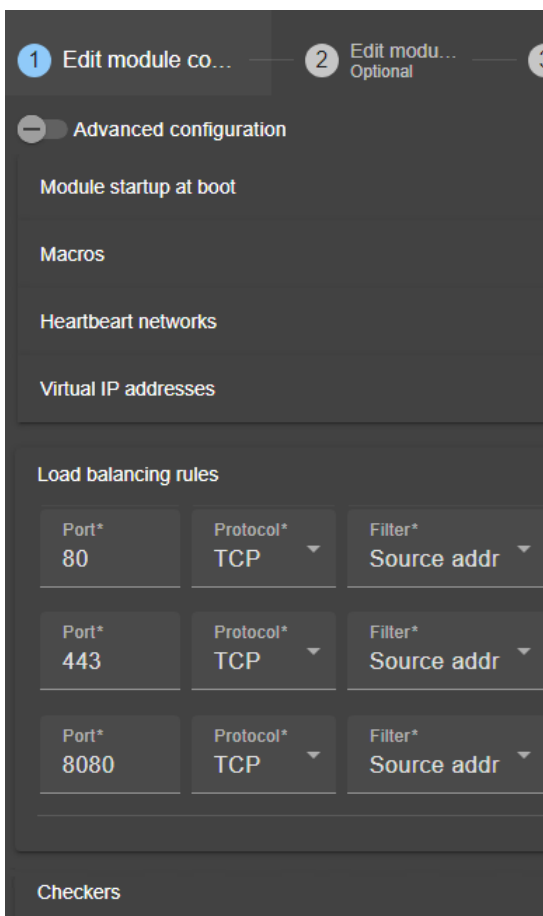 1 Edit module co...
2 Edit modu...
Optional
3
Advanced configuration
Module startup at boot
Macros
Heartbeart networks
Virtual IP addresses
Load balancing rules
Port* Protocol* Filter*
80 TCP Source addr
Port* Protocol* Filter*
443 TCP Source addr
Port* Protocol* Filter*
8080 TCP Source addr
Checkers